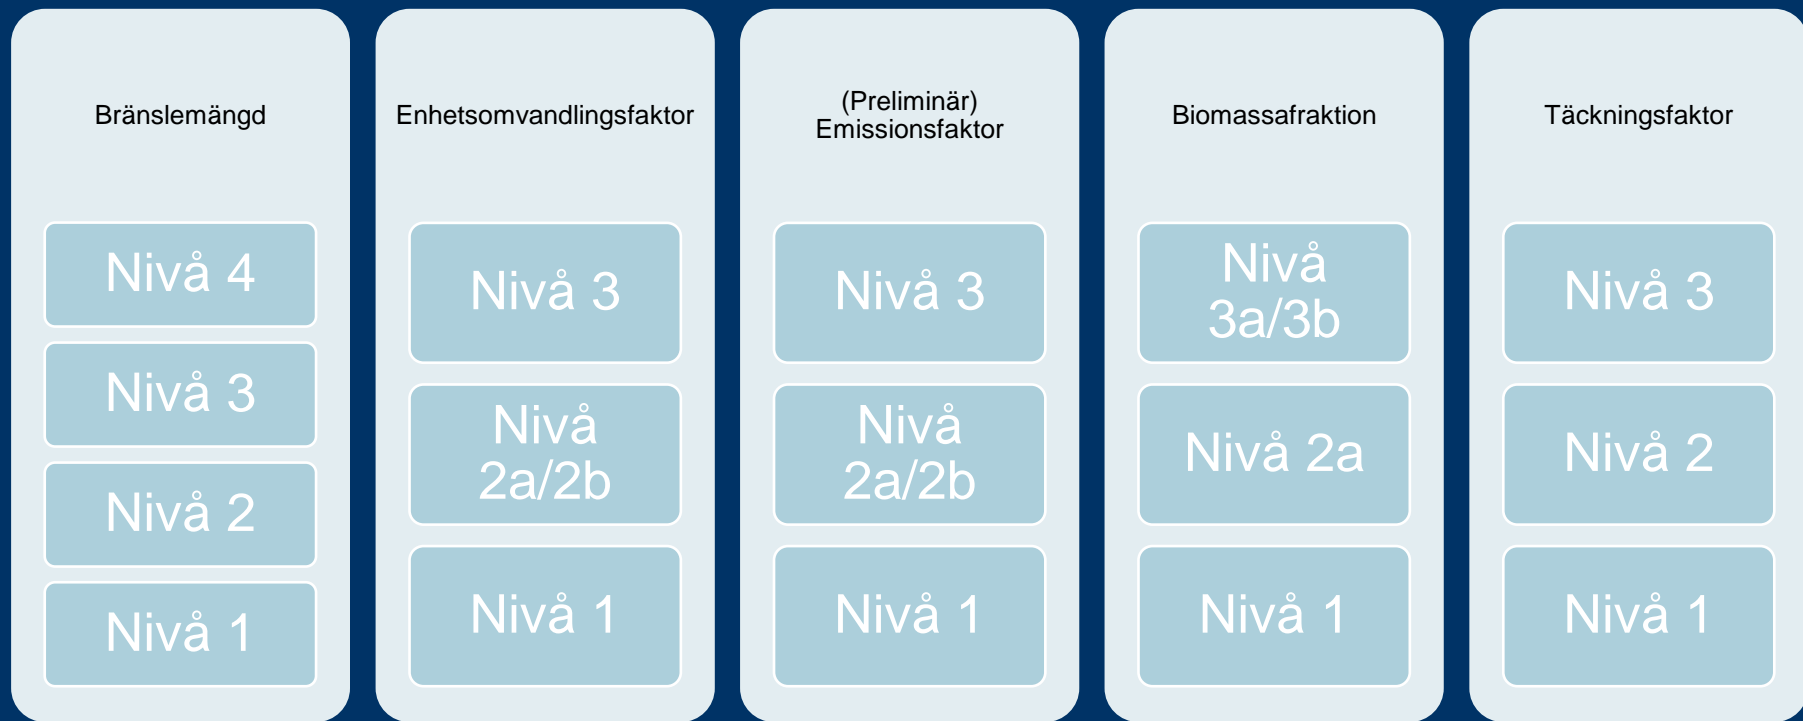 Bränslemängd
Nivå 4
Nivå 3
Nivå 2
Nivå 1
Enhetsomvandlingsfaktor
Nivå 3
Nivå
2a/2b
Nivå 1
(Preliminär)
Emissionsfaktor
Nivå 3
Nivå
2a/2b
Nivå 1
Biomassafraktion
Nivå
3a/3b
Nivå 2a
Nivå 1
Täckningsfaktor
Nivå 3
Nivå 2
Nivå 1